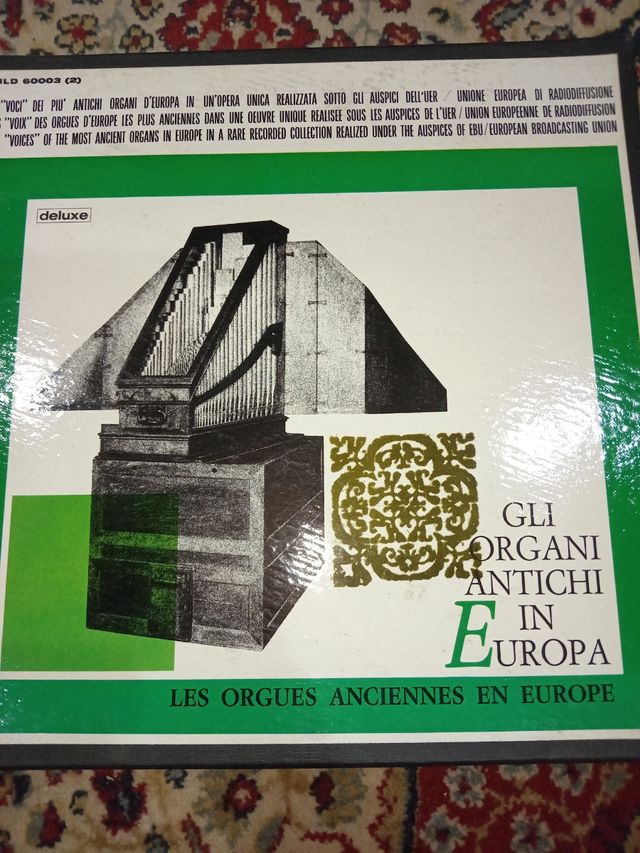 ILD 60003 (2)
"VOCI" DEI PIU' ANTICHI ORGANI D'EUROPA IN UN'OPERA UNICA REALIZZATA SOTTO GLI AUSPICI DELL'UER / UNIONE EUROPEA DI RADIODIFFUSIONE
"VOIX" DES ORGUES D'EUROPE LES PLUS ANCIENNES DANS UNE OEUVRE UNIQUE REALISEE SOUS LES AUSPICES DE L'UER / UNION EUROPEENNE DE RADIODIFFUSION
"VOICES" OF THE MOST ANCIENT ORGANS IN EUROPE IN A RARE RECORDED COLLECTION REALIZED UNDER THE AUSPICES OF EBU / EUROPEAN BROADCASTING UNION
deluxe
GLI
ORGANI
ANTICHI
IN
EUROPA
LES ORGUES ANCIENNES EN EUROPE